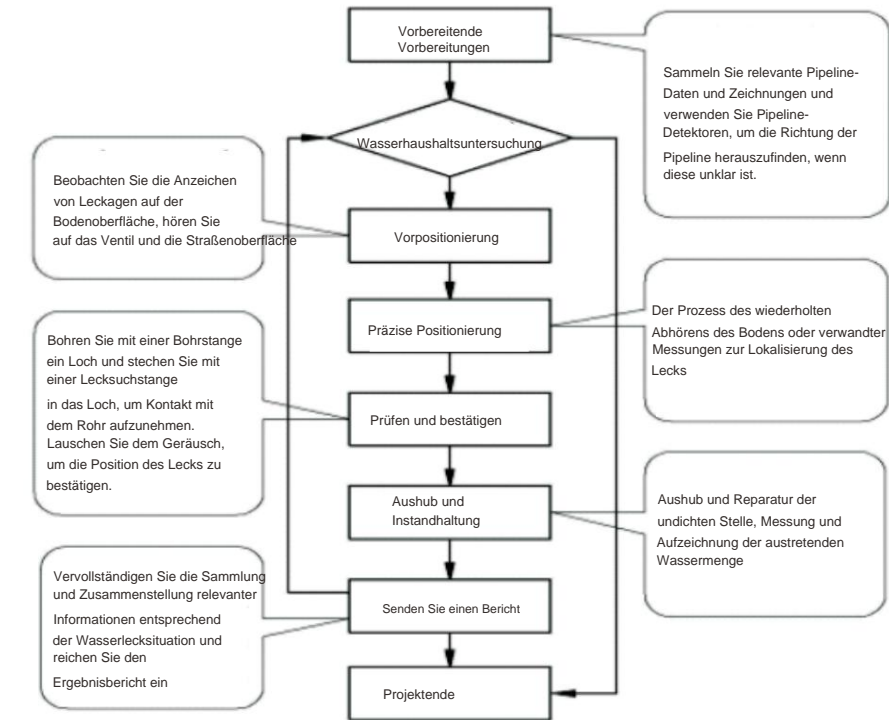 Vorbereitende
Vorbereitungen
Sammeln Sie relevante Pipeline-
Daten und Zeichnungen und
verwenden Sie Pipeline-
Detektoren, um die Richtung der
Pipeline herauszufinden, wenn
diese unklar ist.
Wasserhaushaltsuntersuchung
Beobachten Sie die Anzeichen
von Leckagen auf der
Bodenoberfläche, hören Sie
auf das Ventil und die Straßenoberfläche
Vorpositionierung
Präzise Positionierung
Der Prozess des wiederholten
Abhörens des Bodens oder verwandter
Messungen zur Lokalisierung des
Lecks
Bohren Sie mit einer Bohrstange
ein Loch und stechen Sie mit
einer Lecksuchstange
in das Loch, um Kontakt mit
dem Rohr aufzunehmen.
Lauschen Sie dem Geräusch,
um die Position des Lecks zu
bestätigen.
Prüfen und bestätigen
Aushub und
Instandhaltung
Aushub und Reparatur der
undichten Stelle, Messung und
Aufzeichnung der austretenden
Wassermenge
Vervollständigen Sie die Sammlung
und Zusammenstellung relevanter
Informationen entsprechend
der Wasserlecksituation und
reichen Sie den
Ergebnisbericht ein
Senden Sie einen Bericht
Projektende